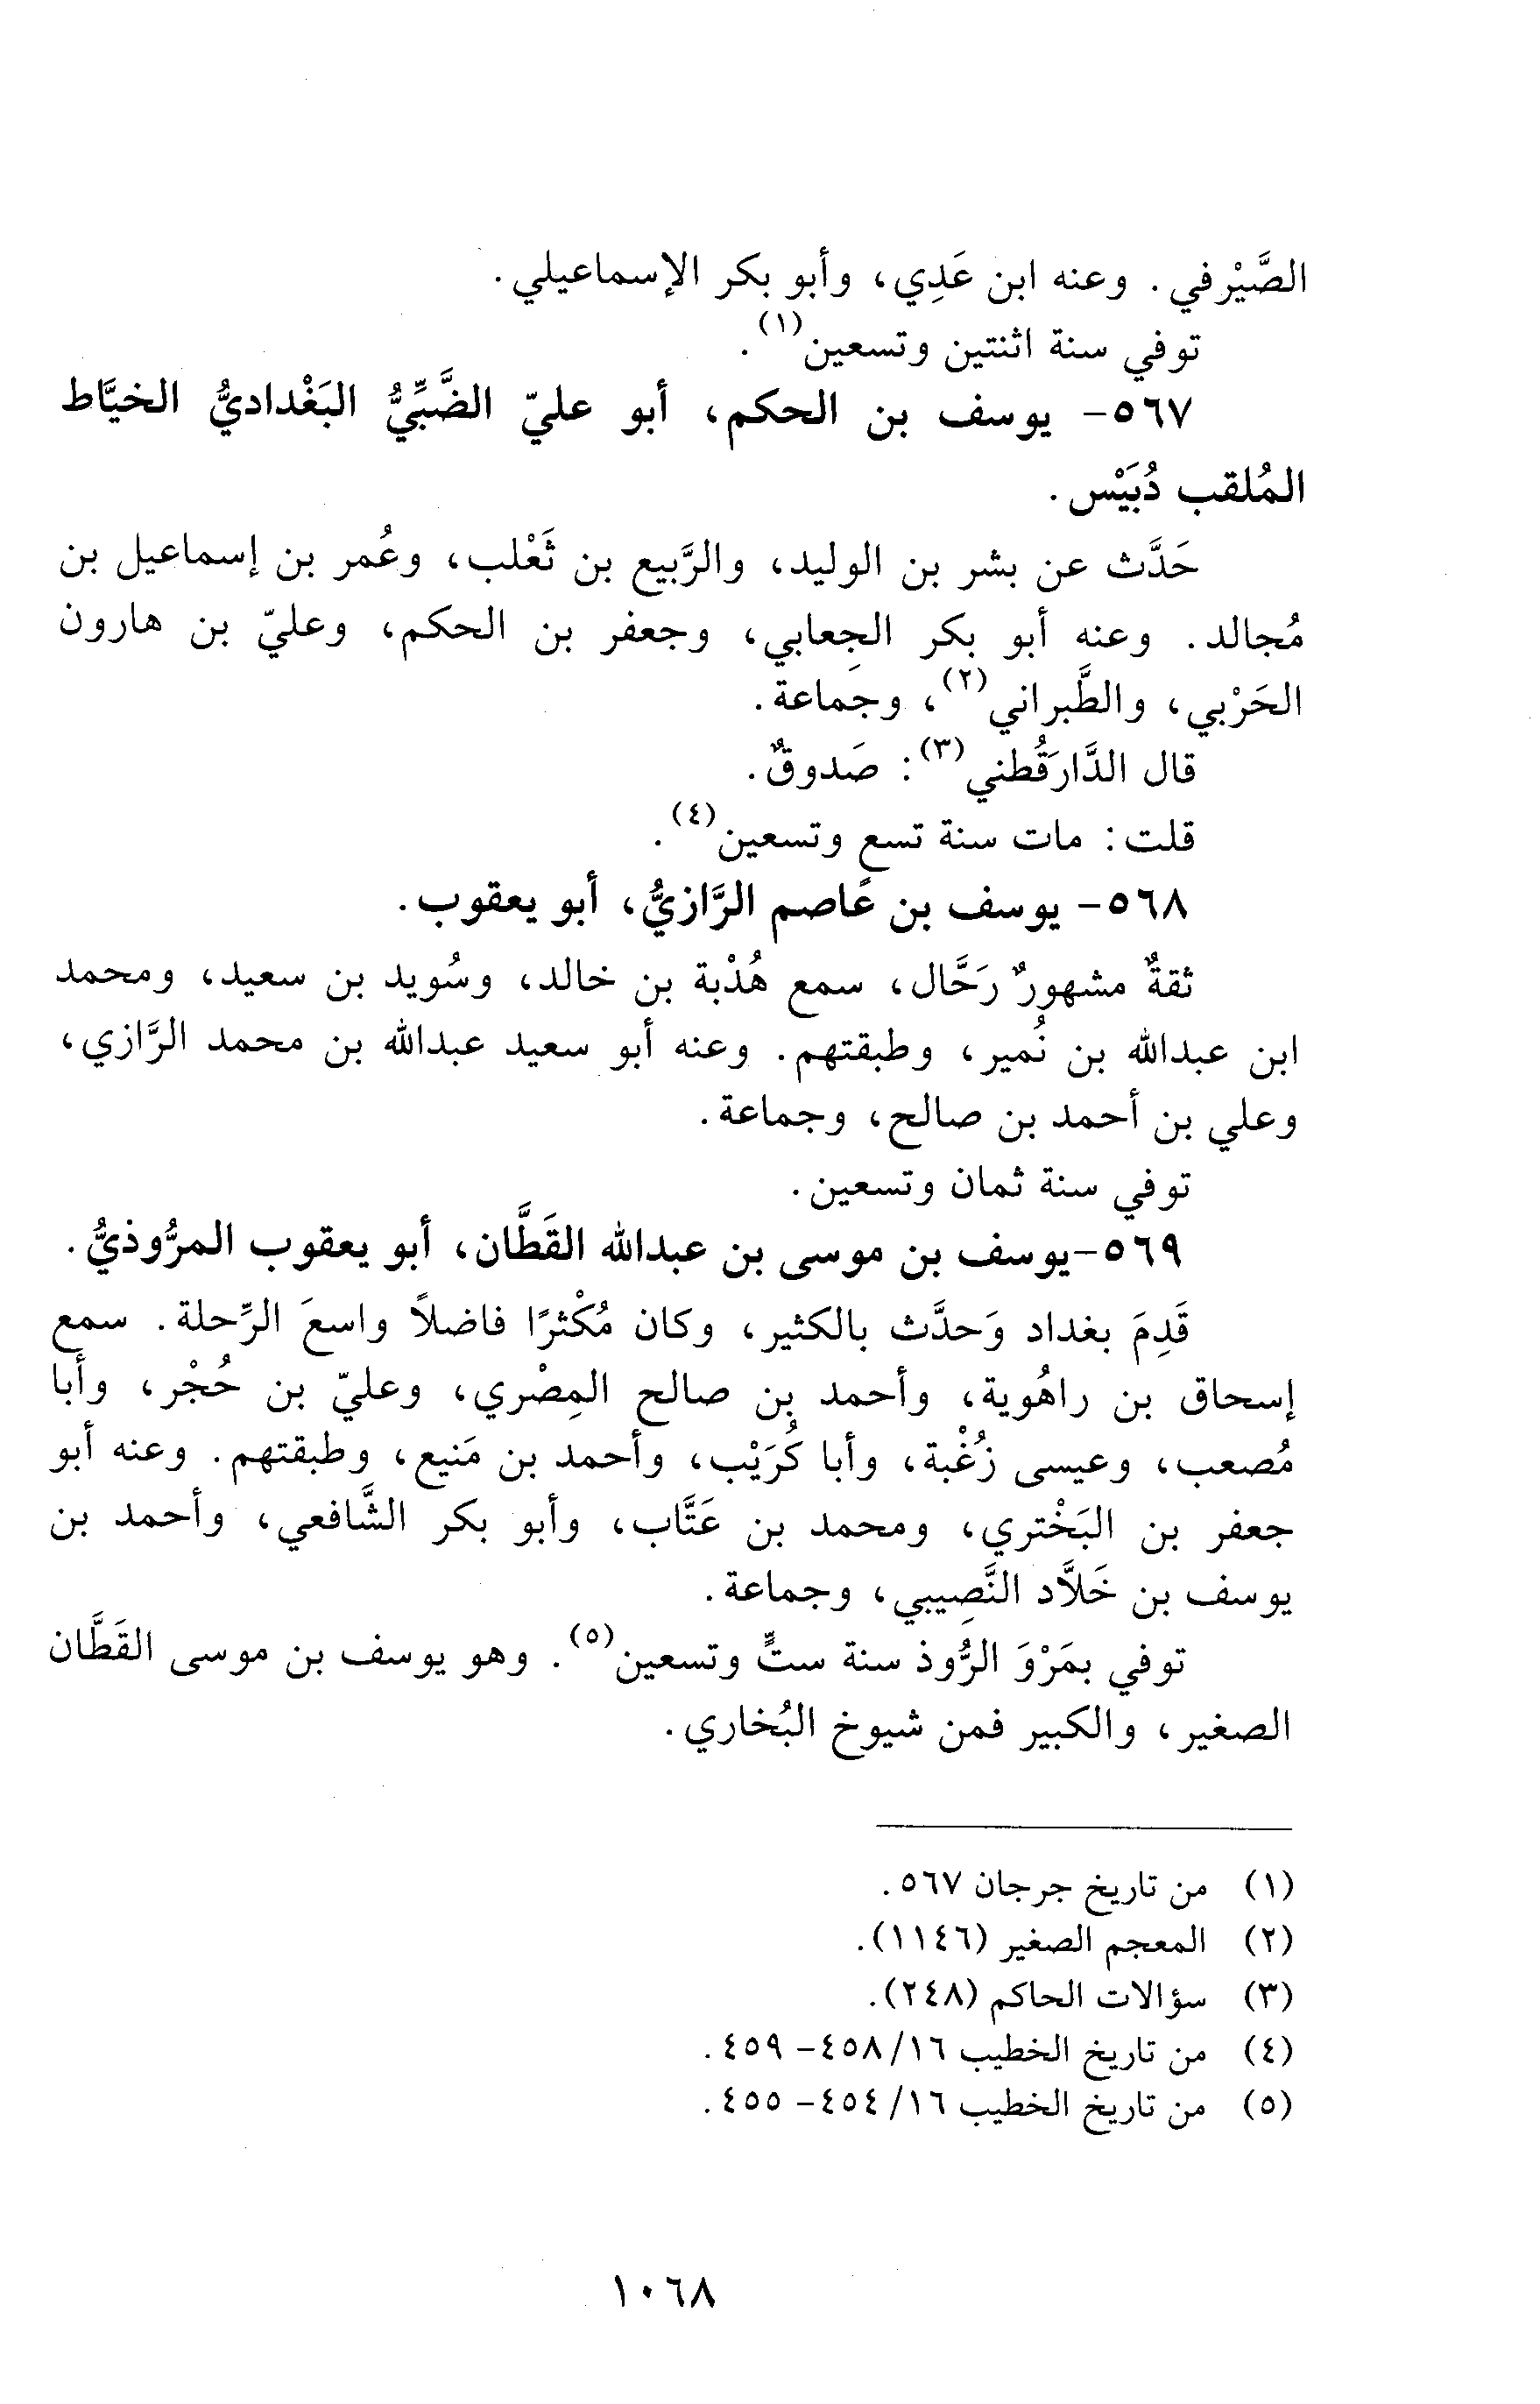 الصَّيْرفي. وعنه ابن عَدِي، وأبو بكر الإسماعيلي.
توفي سنة اثنتين وتسعين(١).
٥٦٧- يوسف بن الحكم، أبو عليّ الضَّبِّيُّ البَغْداديُّ الخيَّاط
المُلقب دُبَيْس.
حَدَّث عن بشر بن الوليد، والرَّبيع بن ثَعْلب، وعُمر بن إسماعيل بن
مُجالد. وعنه أبو بكر الجِعابي، وجعفر بن الحكم، وعليّ بن هارون
الحَرْبي، والطَّبراني(٢)، وجَماعة.
قال الدَّارَقُطني(٣): صَدوقٌ.
قلت: مات سنة تسع وتسعين(٤).
٥٦٨- يوسف بن عاصم الرَّازيُّ، أبو يعقوب.
ثقةٌ مشهورٌ رَحَّال، سمع هُدْبة بن خالد، وسُويد بن سعيد، ومحمد
ابن عبدالله بن نُمير، وطبقتهم. وعنه أبو سعيد عبدالله بن محمد الرَّازي،
وعلي بن أحمد بن صالح، وجماعة.
توفي سنة ثمان وتسعين.
٥٦٩-يوسف بن موسى بن عبدالله القَطَّان، أبو يعقوب المرُّوذيُّ.
قَدِمَ بغداد وَحدَّث بالكثير، وكان مُكْثرًا فاضلاً واسعَ الرِّحلة. سمع
إسحاق بن راهُوية، وأحمد بن صالح المِصْري، وعليّ بن حُجْر، وأبا
مُصعب، وعيسى زُغْبة، وأبا كُرَيْب، وأحمد بن مَنيع، وطبقتهم. وعنه أبو
جعفر بن البَخْتري، ومحمد بن عَتَّاب، وأبو بكر الشَّافعي، وأحمد بن
يوسف بن خَلاَّد النَّصِيبي، وجماعة.
توفي بمَرْوَ الرُّوذ سنة ستٍّ وتسعين(٥). وهو يوسف بن موسى القَطَّان
الصغير، والكبير فمن شيوخ البُخاري.
(١) من تاريخ جرجان ٥٦٧.
(٢) المعجم الصغير (١١٤٦).
(٣) سؤالات الحاكم (٢٤٨).
(٤) من تاريخ الخطيب ١٦/ ٤٥٨- ٤٥٩.
(٥) من تاريخ الخطيب ١٦/ ٤٥٤- ٤٥٥.
١٠٦٨